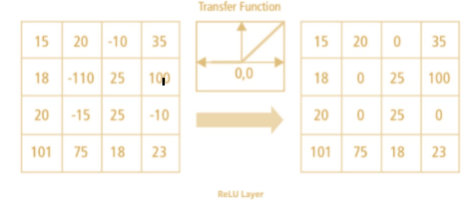 Transfer Function
15 20 -10 35
18 -110 25 100
20 -15 25 -10
101 75 18 23
0,0
15 20 0 35
18 0 25 100
20 0 25 0
101 75 18 23
ReLU Layer